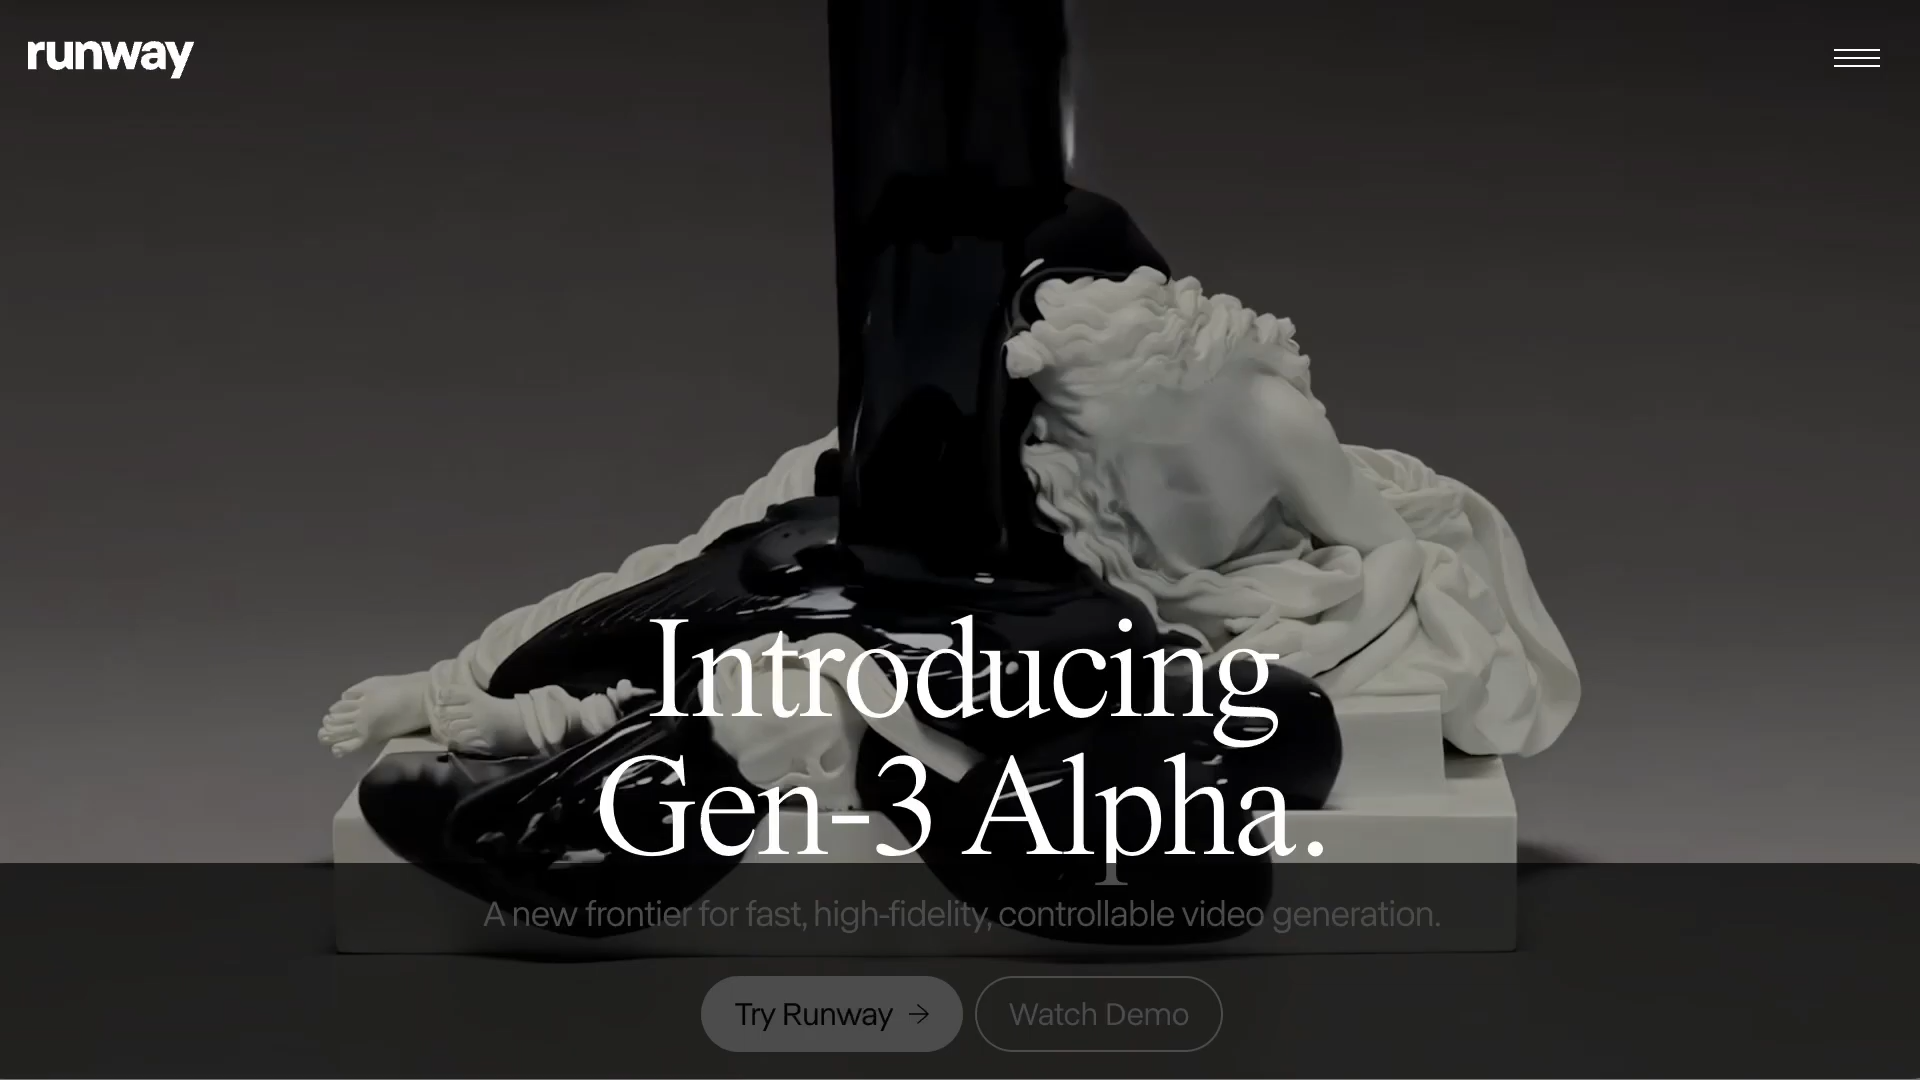 runway
Introducing
Gen-3 Alpha.
A new frontier for fast, high-fidelity, controllable video generation.
Try Runway →
Watch Demo